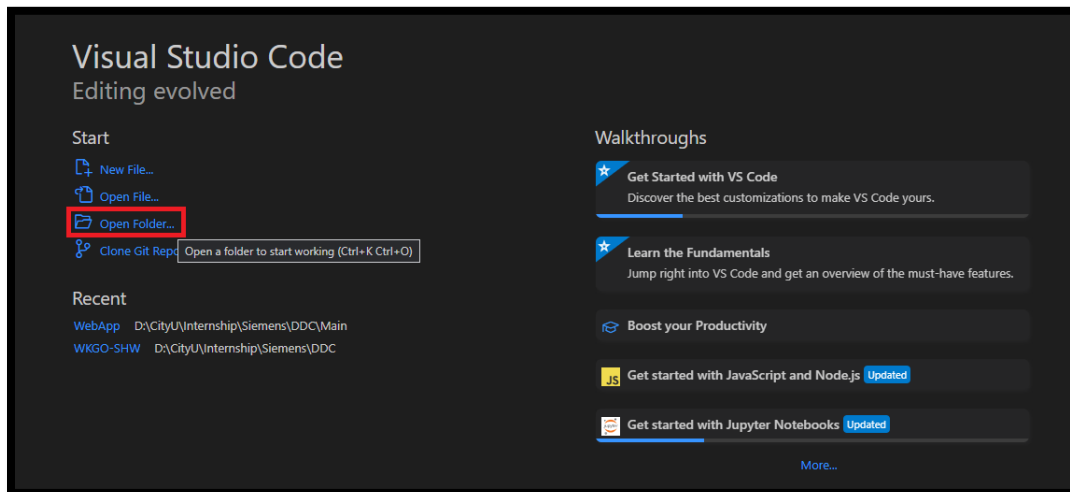 Visual Studio Code
Editing evolved
Start
New File...
Open File...
Open Folder...
Clone Git Repo
Open a folder to start working (Ctrl+K Ctrl+O)
Recent
WebApp D:\CityU\Internship\Siemens\DDC\Main
WKGO-SHW D:\CityU\Internship\Siemens\DDC
Walkthroughs
Get Started with VS Code
Discover the best customizations to make VS Code yours.
Learn the Fundamentals
Jump right into VS Code and get an overview of the must-have features.
Boost your Productivity
JS Get started with JavaScript and Node.js Updated
Get started with Jupyter Notebooks Updated
More...